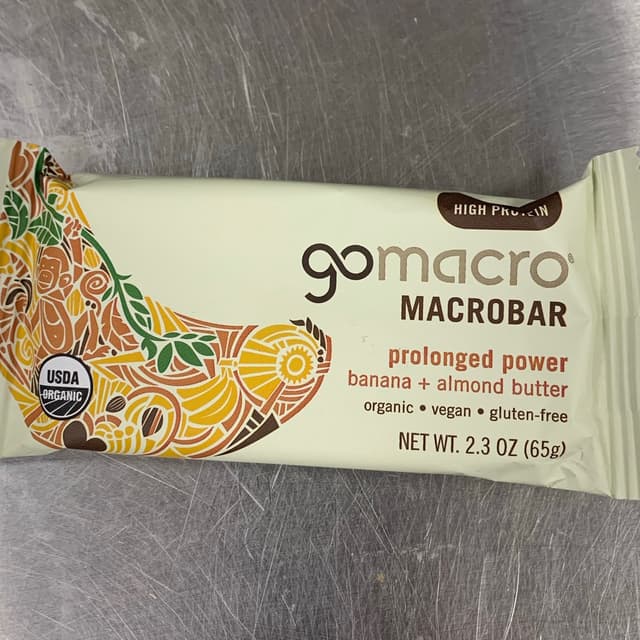 HIGH PROTEIN
gomacro®
MACROBAR
prolonged power
banana + almond butter
organic • vegan • gluten-free
NET WT. 2.3 OZ (65g)
USDA
ORGANIC